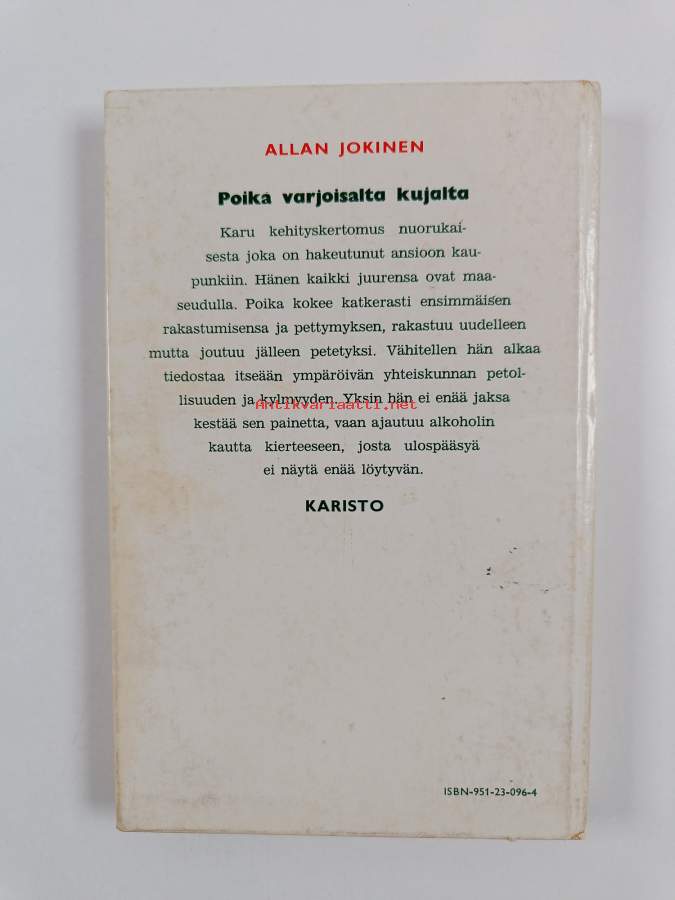 ALLAN JOKINEN
Poika varjoisalta kujalta
Karu kehityskertomus nuorukai-
sesta joka on hakeutunut ansioon kau-
punkiin. Hänen kaikki juurensa ovat maa-
seudulla. Poika kokee katkerasti ensimmäisen
rakastumisensa ja pettymyksen, rakastuu uudelleen
mutta joutuu jälleen petetyksi. Vähitellen hän alkaa
tiedostaa itseään ympäröivän yhteiskunnan petol-
lisuuden ja kylmyyden. Yksin hän ei enää jaksa
Antikvariaatti.net
kestää sen painetta, vaan ajautuu alkoholin
kautta kierteeseen, josta ulospääsyä
ei näytä enää löytyvän.
KARISTO
ISBN-951-23-096-4